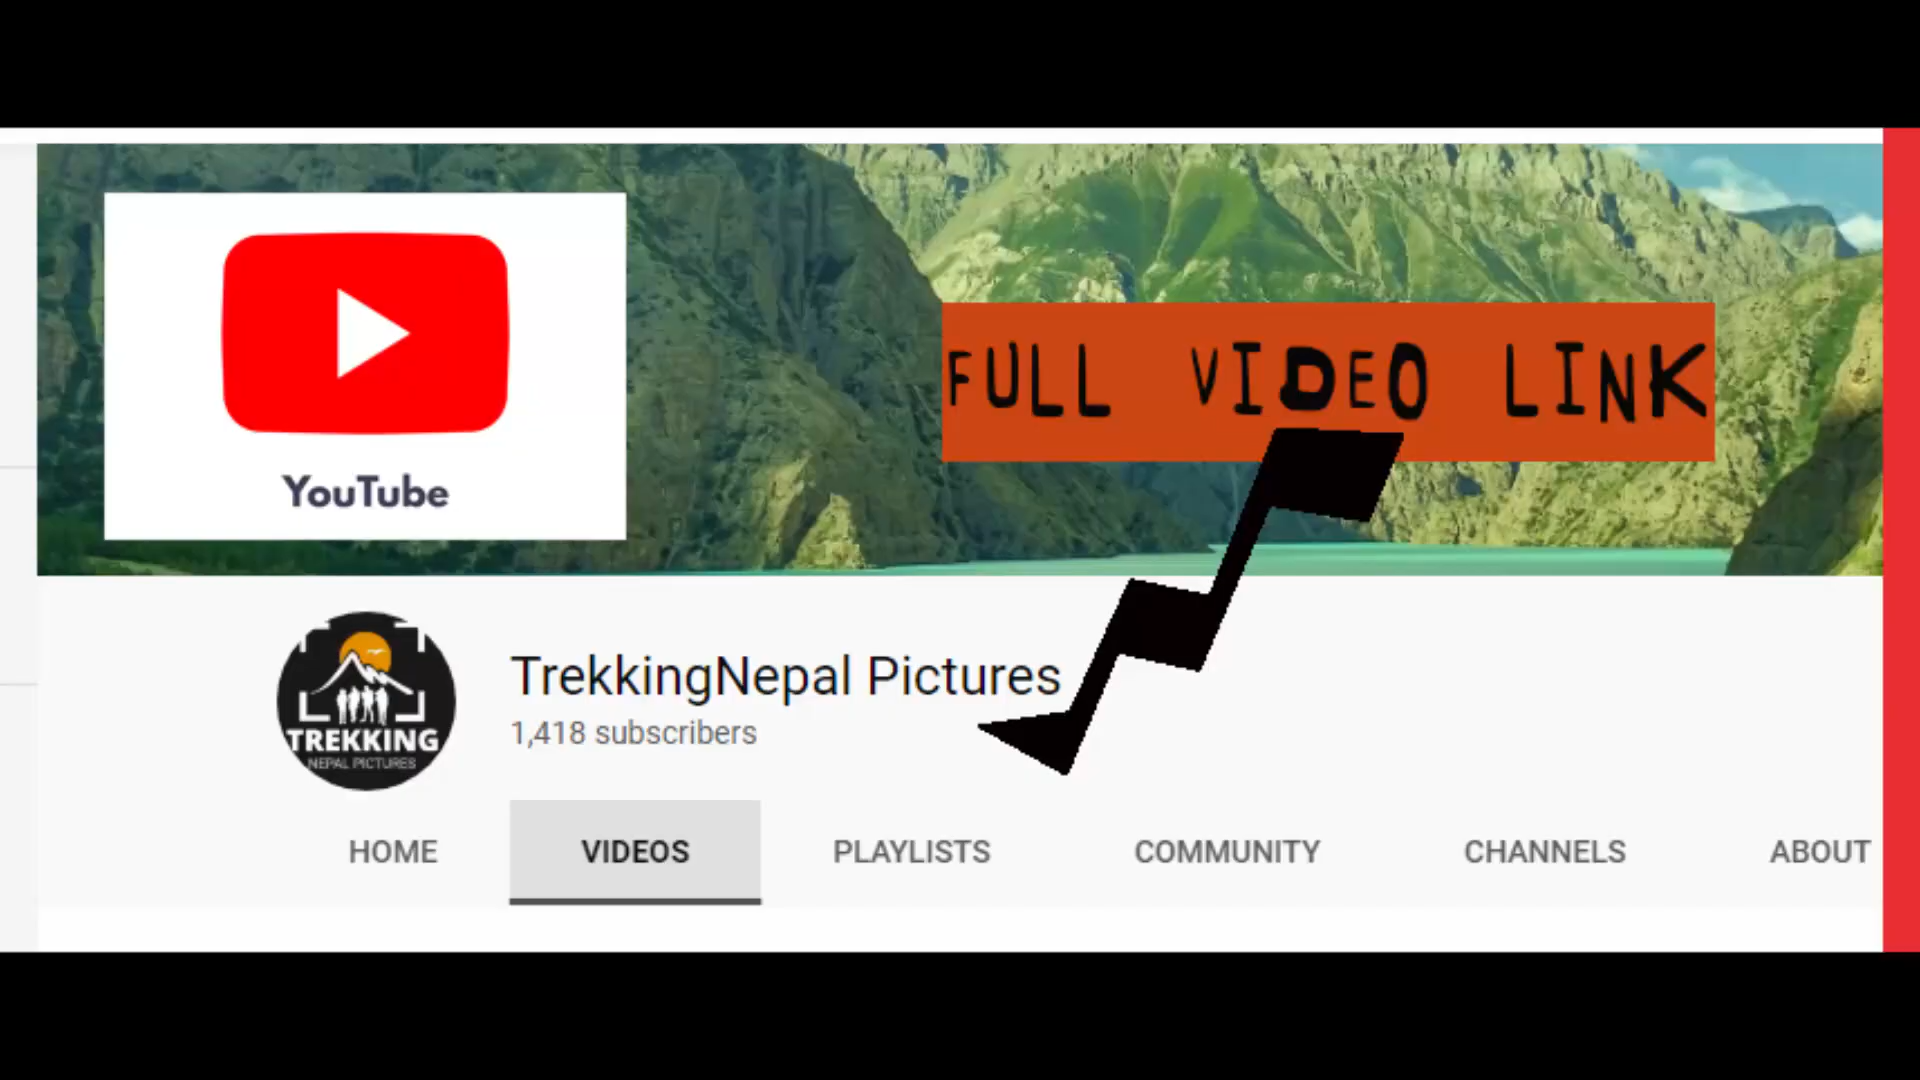 FULL VIDEO LINK
YouTube
TrekkingNepal Pictures
1,418 subscribers
TREKKING
NEPAL PICTURES
HOME VIDEOS PLAYLISTS COMMUNITY CHANNELS ABOUT